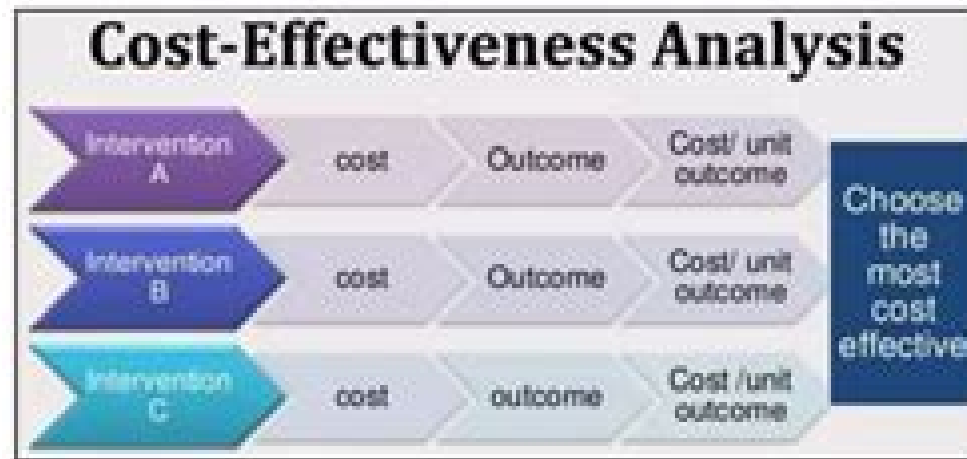 Cost-Effectiveness Analysis
Intervention
A
cost
Outcome
Cost/ unit
outcome
Intervention
B
cost
Outcome
Cost/ unit
outcome
Intervention
C
cost
outcome
Cost /unit
outcome
Choose
the
most
cost
effective